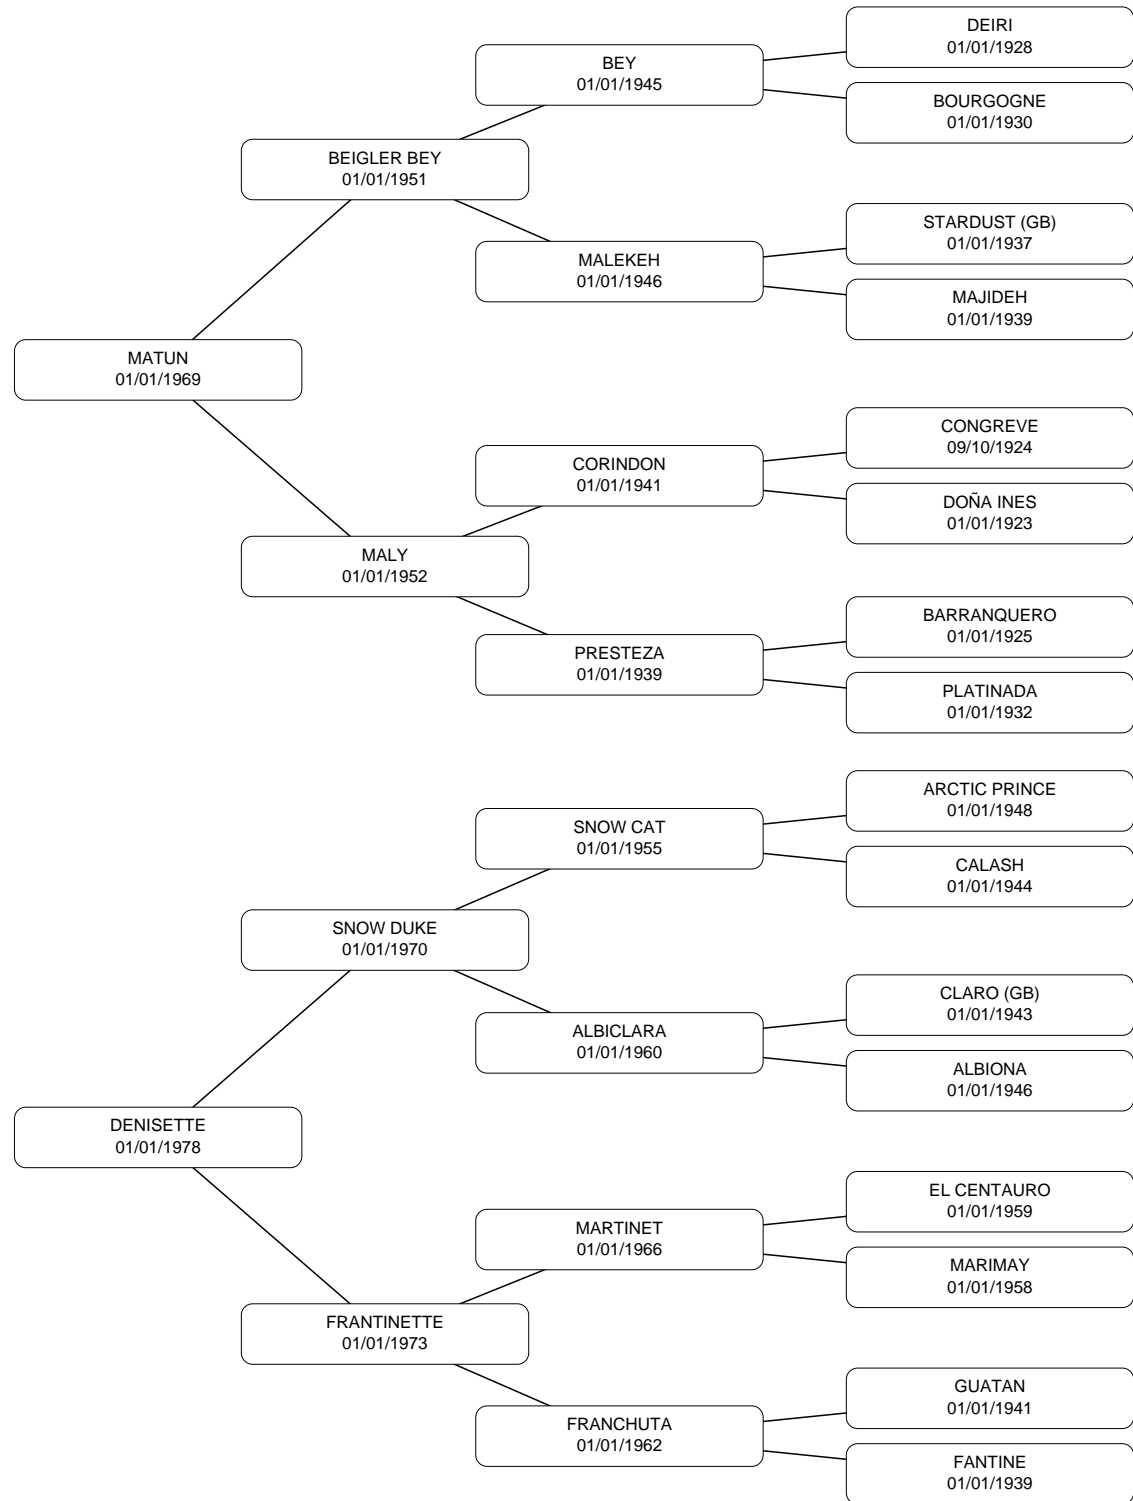 DEIRI
01/01/1928
BEY
01/01/1945
BOURGOGNE
01/01/1930
BEIGLER BEY
01/01/1951
STARDUST (GB)
01/01/1937
MALEKEH
01/01/1946
MAJIDEH
01/01/1939
MATUN
01/01/1969
CONGREVE
09/10/1924
CORINDON
01/01/1941
DOÑA INES
01/01/1923
MALY
01/01/1952
BARRANQUERO
01/01/1925
PRESTEZA
01/01/1939
PLATINADA
01/01/1932
ARCTIC PRINCE
01/01/1948
SNOW CAT
01/01/1955
CALASH
01/01/1944
SNOW DUKE
01/01/1970
CLARO (GB)
01/01/1943
ALBICLARA
01/01/1960
ALBIONA
01/01/1946
DENISETTE
01/01/1978
EL CENTAURO
01/01/1959
MARTINET
01/01/1966
MARIMAY
01/01/1958
FRANTINETTE
01/01/1973
GUATAN
01/01/1941
FRANCHUTA
01/01/1962
FANTINE
01/01/1939